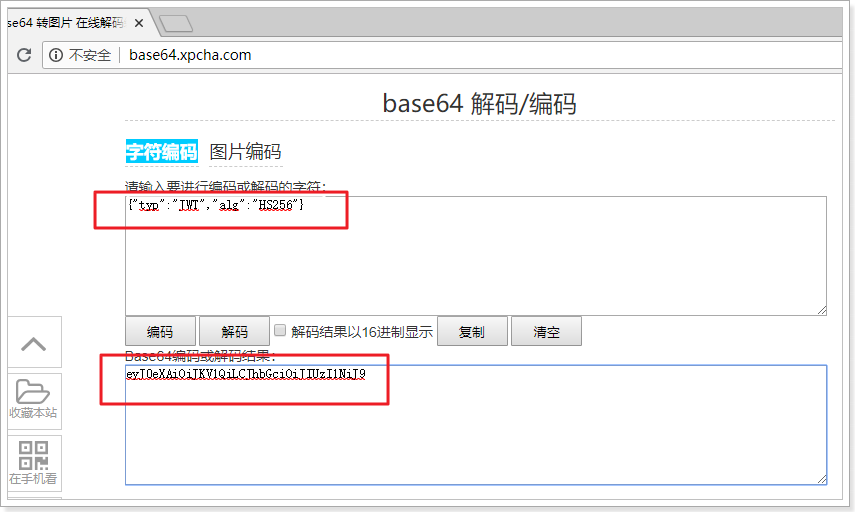 se64 转图片 在线解码
不安全 base64.xpcha.com
base64 解码/编码
字符编码 图片编码
请输入要进行编码或解码的字符：
{"typ":"JWT","alg":"HS256"}
编码 解码 解码结果以16进制显示 复制 清空
Base64编码或解码结果：
eyJ0eXAiOiJKV1QiLCJhbGciOiJIUzI1NiJ9
收藏本站
在手机看